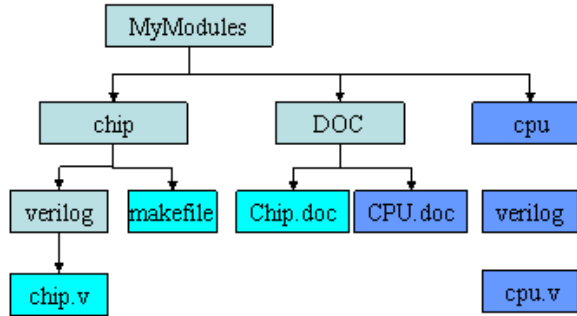 MyModules
chip
DOC
cpu
verilog
makefile
Chip.doc
CPU.doc
verilog
chip.v
cpu.v